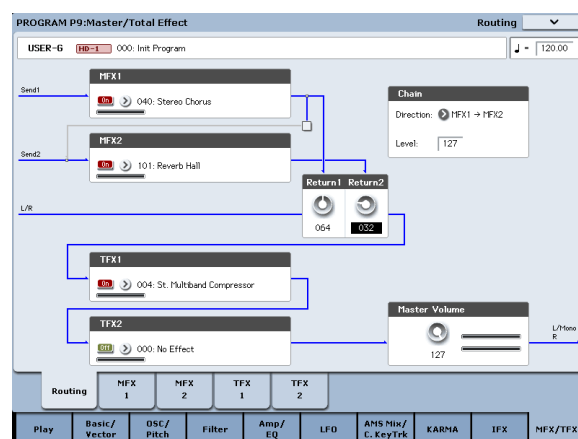 PROGRAM P9:Master/Total Effect Routing
USER-G HD-1 000: Init Program ♩ = 120.00
MFX1
Send1
On 040: Stereo Chorus
MFX2
Send2
On 101: Reverb Hall
Chain
Direction: MFX1 → MFX2
Level: 127
Return1 Return2
064 032
L/R
TFX1
On 004: St. Multiband Compressor
TFX2
Off 000: No Effect
Master Volume
127
L/Mono
R
Routing
MFX 1
MFX 2
TFX 1
TFX 2
Play
Basic/Vector
OSC/Pitch
Filter
Amp/EQ
LFO
AMS Mix/C. KeyTrk
KARMA
IFX
MFX/TFX